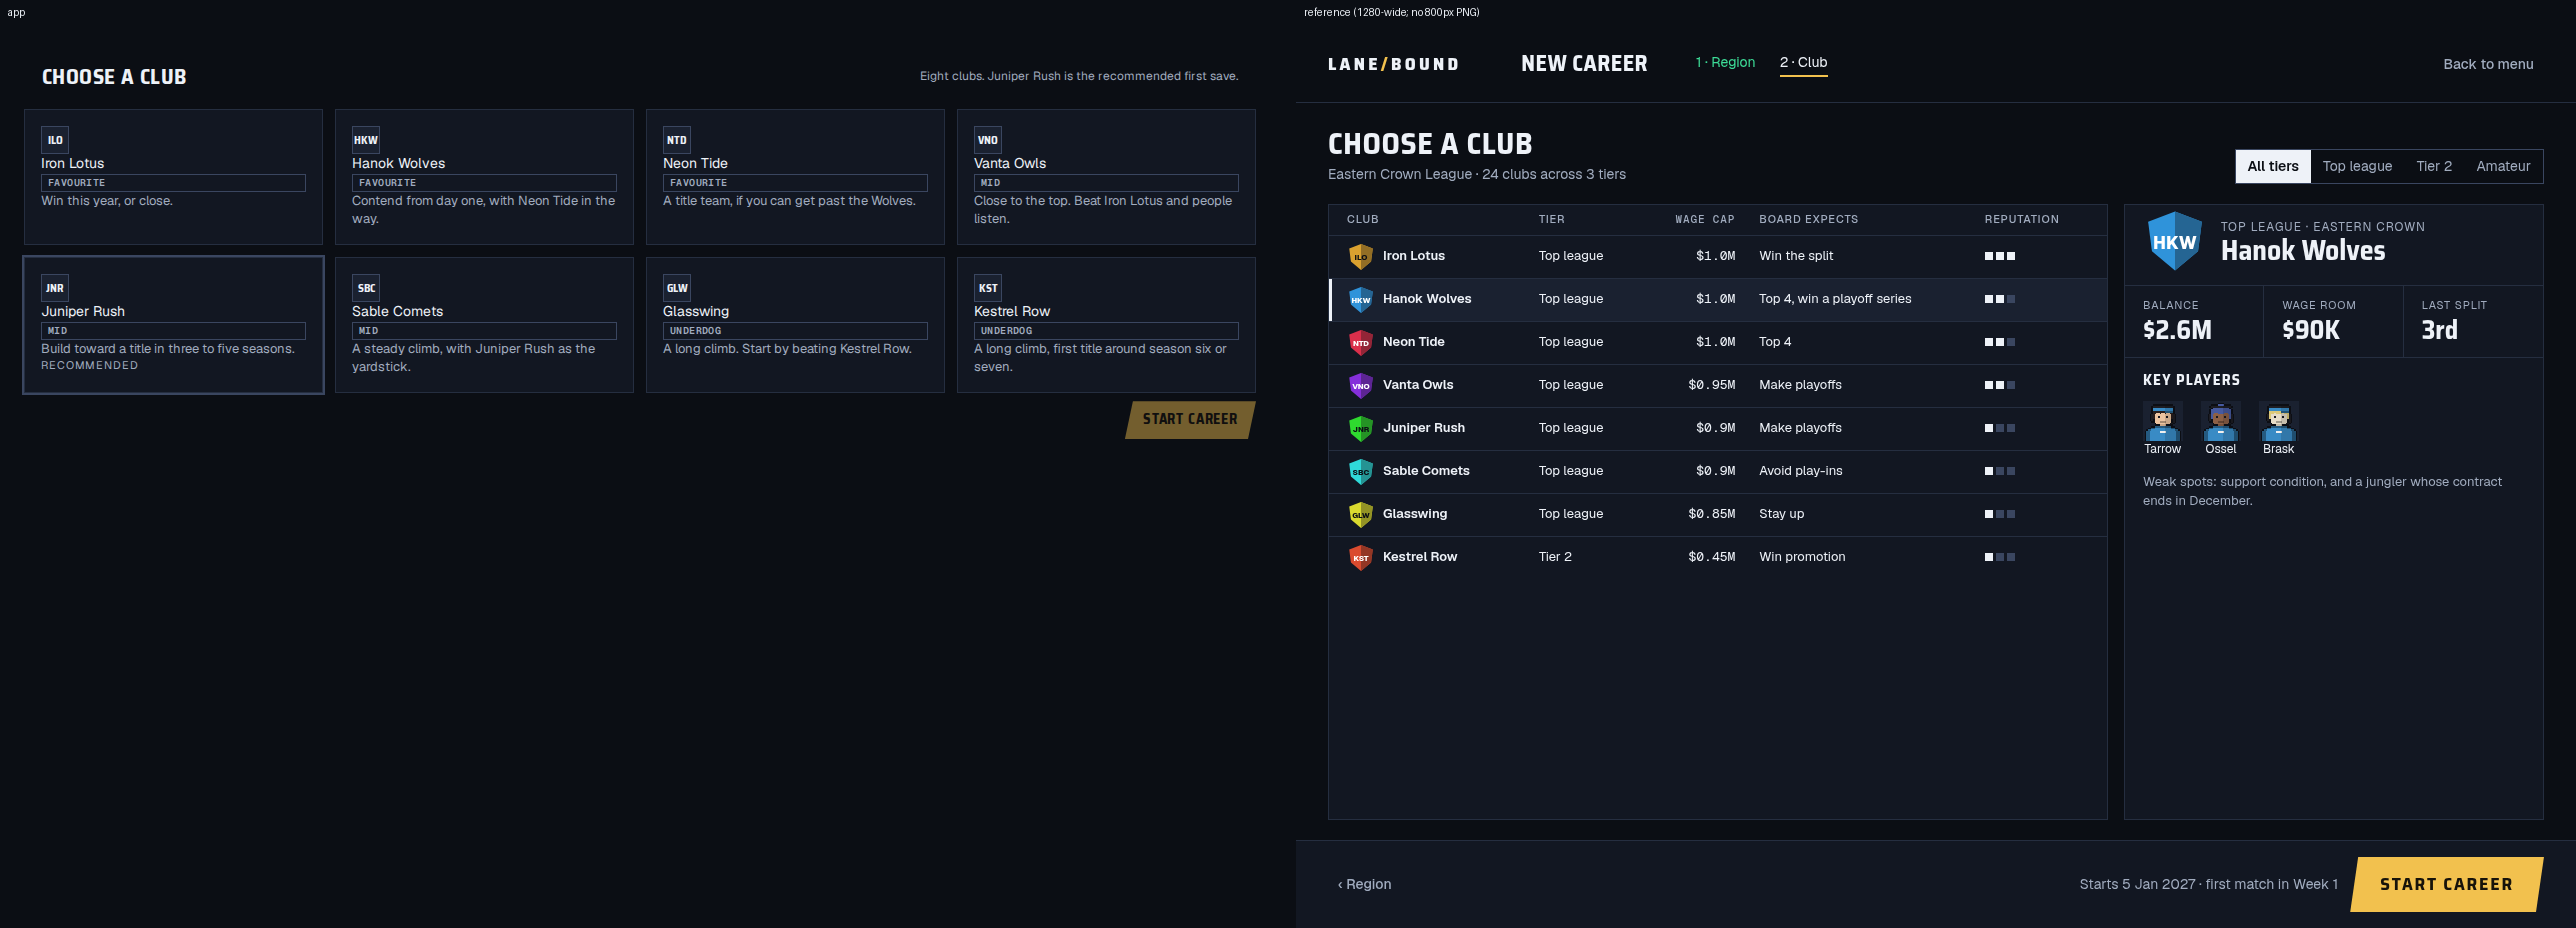 app
CHOOSE A CLUB
Eight clubs. Juniper Rush is the recommended first save.
ILO
Iron Lotus
FAVOURITE
Win this year, or close.
HKW
Hanok Wolves
FAVOURITE
Contend from day one, with Neon Tide in the
way.
NTD
Neon Tide
FAVOURITE
A title team, if you can get past the Wolves.
VNO
Vanta Owls
MID
Close to the top. Beat Iron Lotus and people
listen.
JNR
Juniper Rush
MID
Build toward a title in three to five seasons.
RECOMMENDED
SBC
Sable Comets
MID
A steady climb, with Juniper Rush as the
yardstick.
GLW
Glasswing
UNDERDOG
A long climb. Start by beating Kestrel Row.
KST
Kestrel Row
UNDERDOG
A long climb, first title around season six or
seven.
START CAREER
reference (1280-wide; no 800px PNG)
LANE/BOUND
NEW CAREER
1 · Region
2 · Club
Back to menu
CHOOSE A CLUB
Eastern Crown League · 24 clubs across 3 tiers
All tiers Top league Tier 2 Amateur
CLUB TIER WAGE CAP BOARD EXPECTS REPUTATION
ILO Iron Lotus Top league $1.0M Win the split
HKW Hanok Wolves Top league $1.0M Top 4, win a playoff series
NTD Neon Tide Top league $1.0M Top 4
VNO Vanta Owls Top league $0.95M Make playoffs
JNR Juniper Rush Top league $0.9M Make playoffs
SBC Sable Comets Top league $0.9M Avoid play-ins
GLW Glasswing Top league $0.85M Stay up
KST Kestrel Row Tier 2 $0.45M Win promotion
HKW
TOP LEAGUE · EASTERN CROWN
Hanok Wolves
BALANCE
$2.6M
WAGE ROOM
$90K
LAST SPLIT
3rd
KEY PLAYERS
Tarrow Ossel Brask
Weak spots: support condition, and a jungler whose contract
ends in December.
‹ Region
Starts 5 Jan 2027 · first match in Week 1
START CAREER